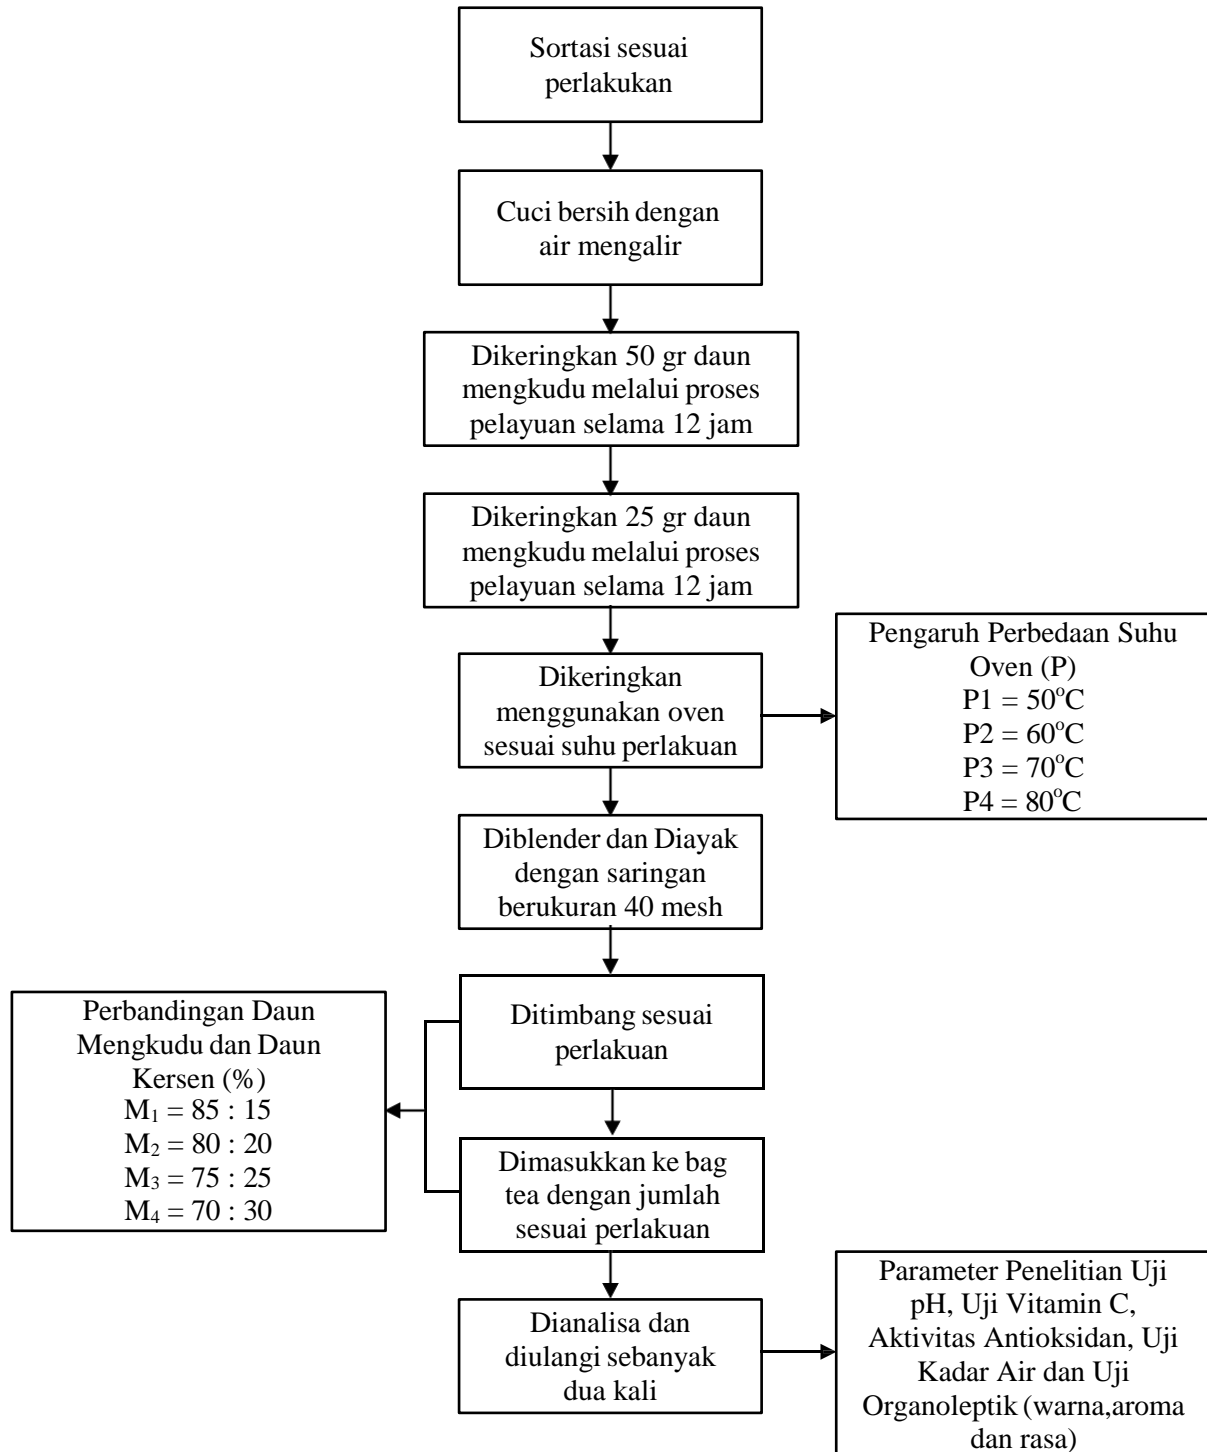 Sortasi sesuai
perlakukan
Cuci bersih dengan
air mengalir
Dikeringkan 50 gr daun
mengkudu melalui proses
pelayuan selama 12 jam
Dikeringkan 25 gr daun
mengkudu melalui proses
pelayuan selama 12 jam
Dikeringkan
menggunakan oven
sesuai suhu perlakuan
Pengaruh Perbedaan Suhu
Oven (P)
P1 = 50°C
P2 = 60°C
P3 = 70°C
P4 = 80°C
Diblender dan Diayak
dengan saringan
berukuran 40 mesh
Ditimbang sesuai
perlakuan
Perbandingan Daun
Mengkudu dan Daun
Kersen (%)
M₁ = 85 : 15
M₂ = 80 : 20
M₃ = 75 : 25
M₄ = 70 : 30
Dimasukkan ke bag
tea dengan jumlah
sesuai perlakuan
Dianalisa dan
diulangi sebanyak
dua kali
Parameter Penelitian Uji
pH, Uji Vitamin C,
Aktivitas Antioksidan, Uji
Kadar Air dan Uji
Organoleptik (warna,aroma
dan rasa)